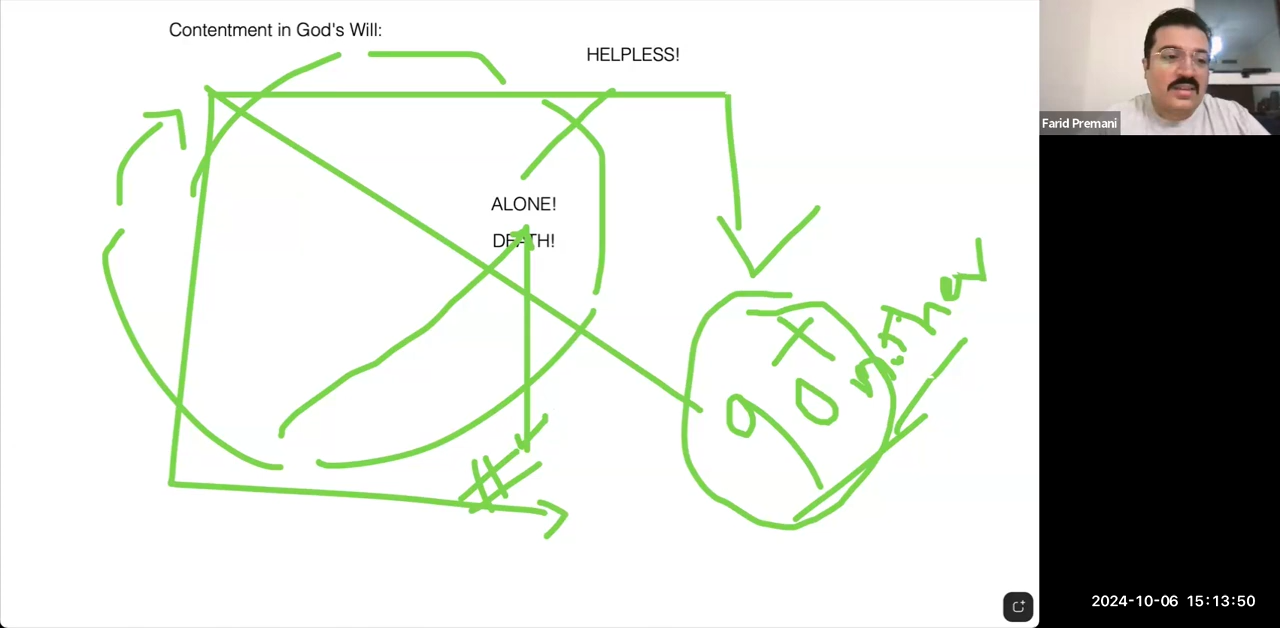 Contentment in God's Will:
HELPLESS!
ALONE!
DEATH!
Farid Premani
2024-10-06 15:13:50